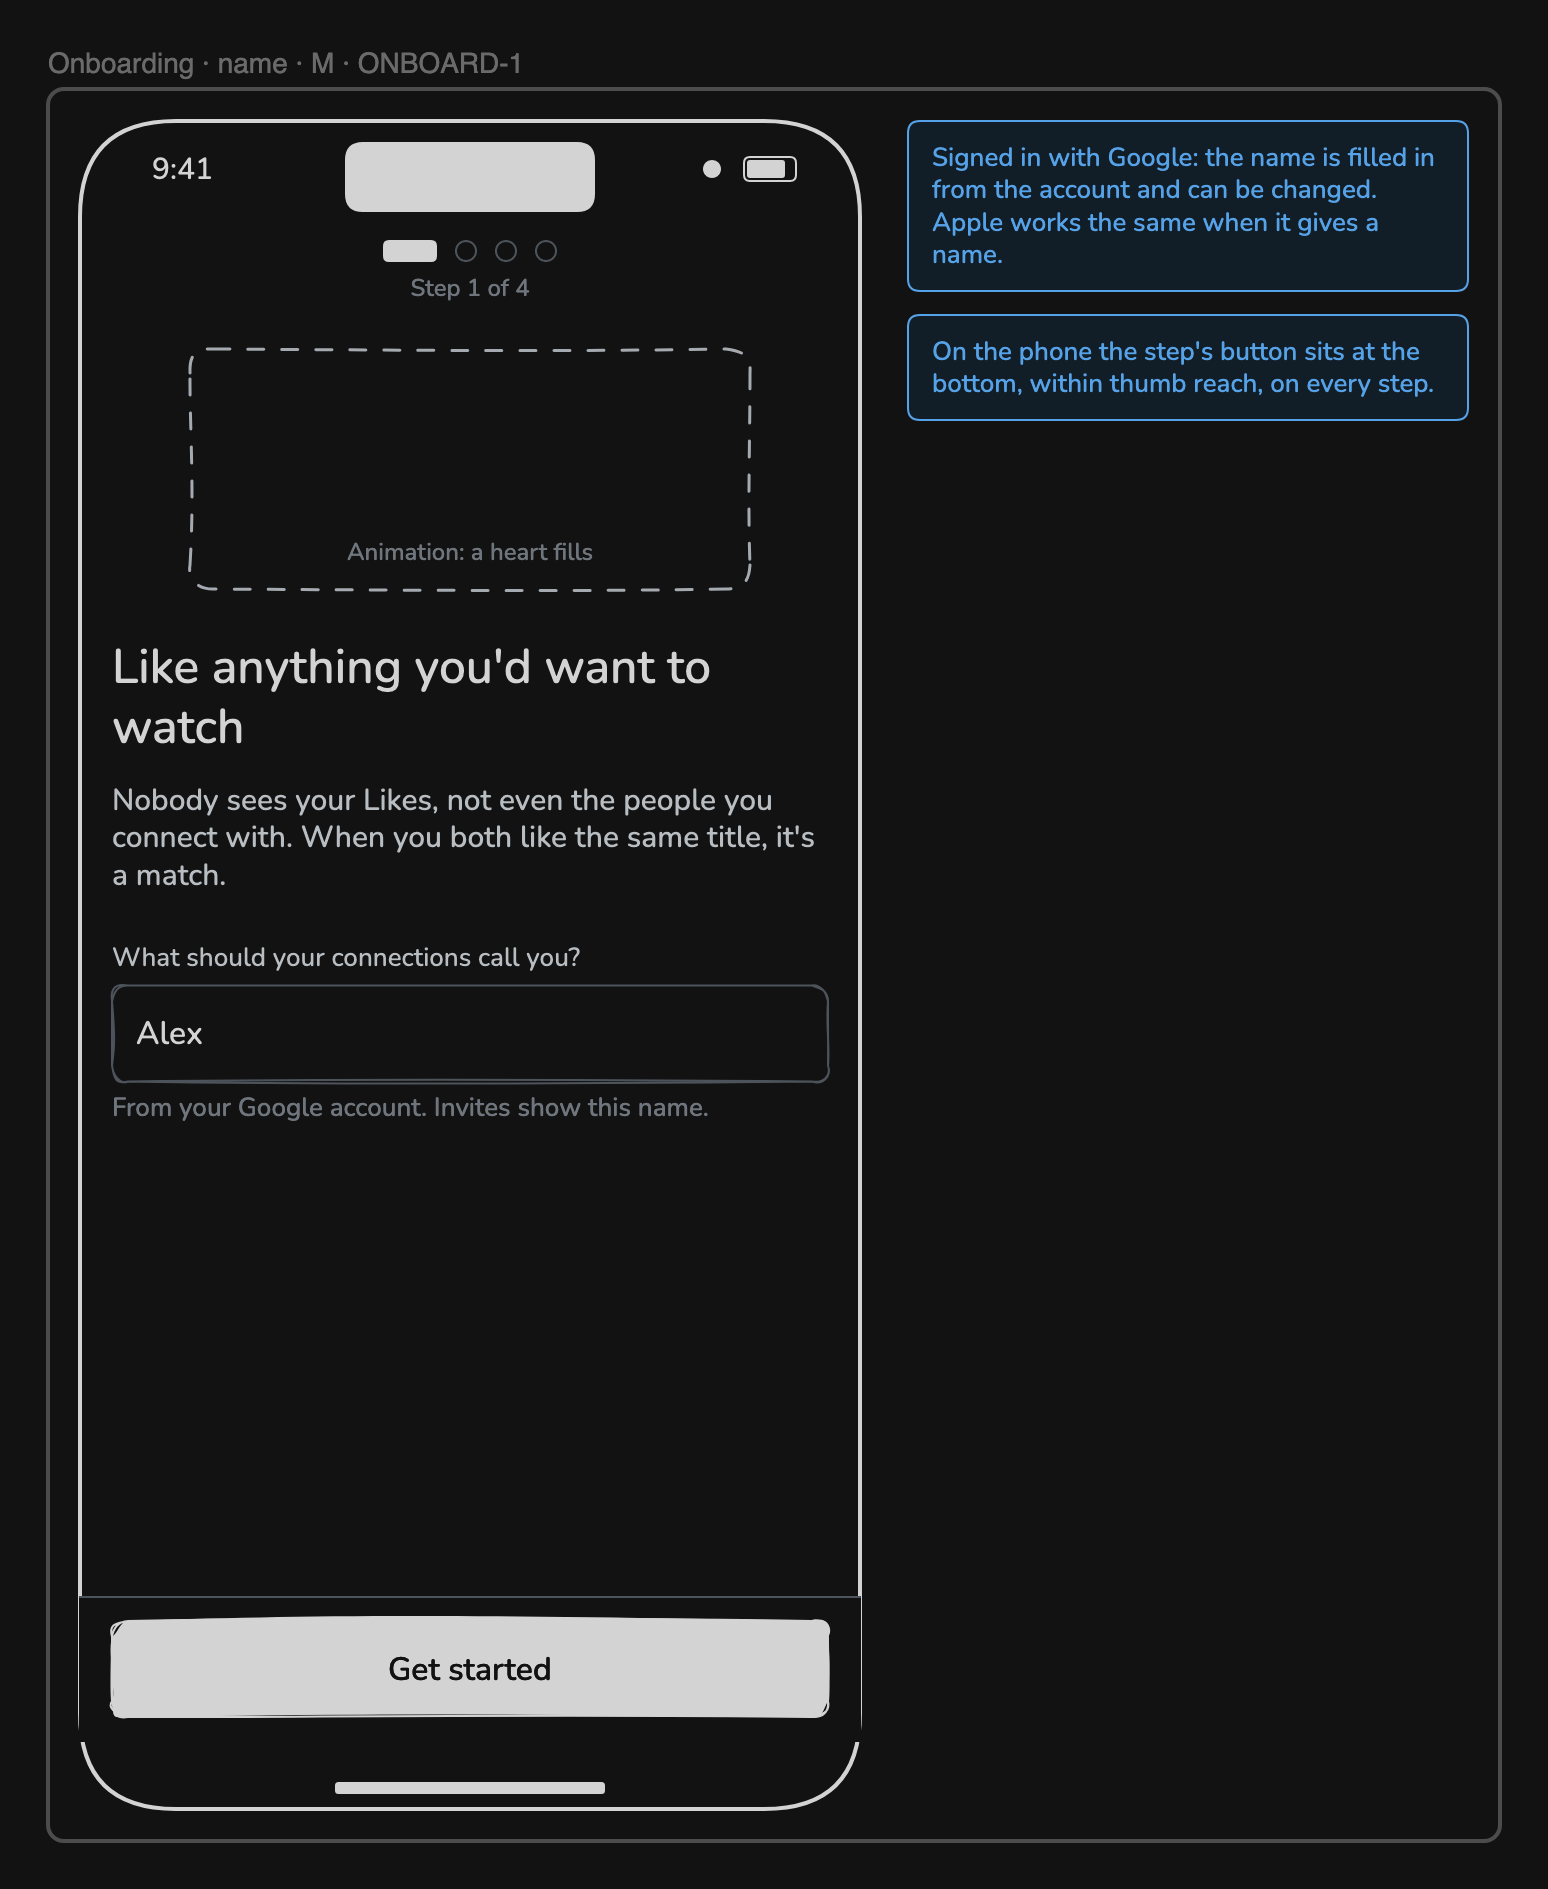 Onboarding · name · M · ONBOARD-1
9:41
Step 1 of 4
Animation: a heart fills
Like anything you'd want to
watch
Nobody sees your Likes, not even the people you
connect with. When you both like the same title, it's
a match.
What should your connections call you?
Alex
From your Google account. Invites show this name.
Get started
Signed in with Google: the name is filled in
from the account and can be changed.
Apple works the same when it gives a
name.
On the phone the step's button sits at the
bottom, within thumb reach, on every step.